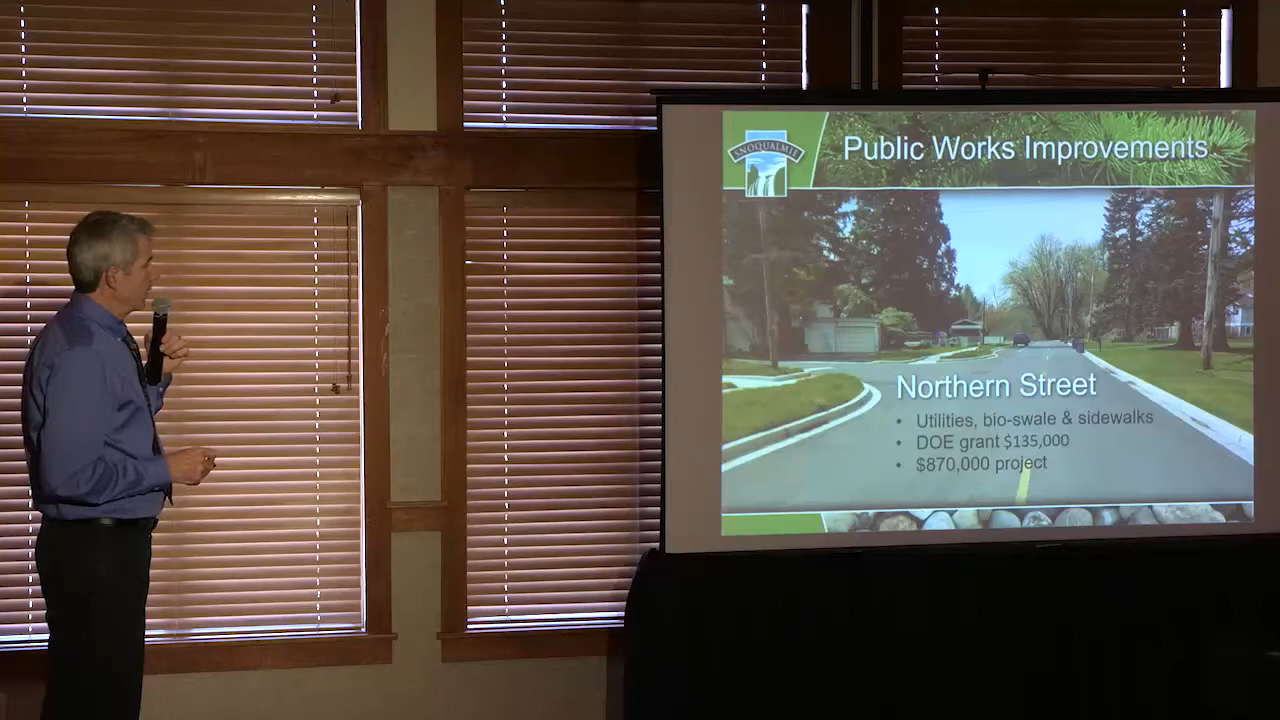 SNOQUALMIE
Public Works Improvements
Northern Street
• Utilities, bio-swale & sidewalks
• DOE grant $135,000
• $870,000 project